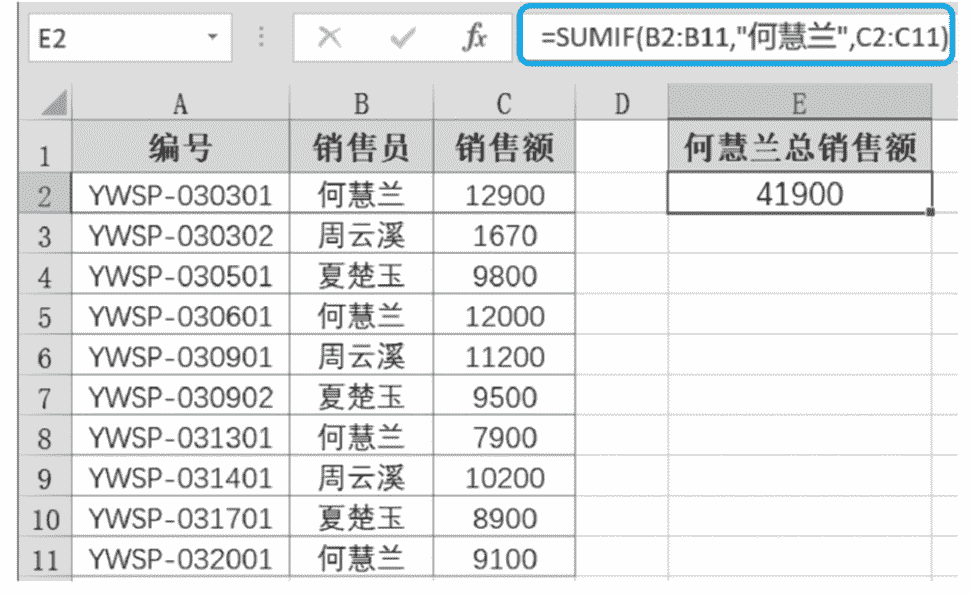 E2 fx =SUMIF(B2:B11,"何慧兰",C2:C11)
A B C D E
1 编号 销售员 销售额 何慧兰总销售额
2 YWSP-030301 何慧兰 12900 41900
3 YWSP-030302 周云溪 1670
4 YWSP-030501 夏楚玉 9800
5 YWSP-030601 何慧兰 12000
6 YWSP-030901 周云溪 11200
7 YWSP-030902 夏楚玉 9500
8 YWSP-031301 何慧兰 7900
9 YWSP-031401 周云溪 10200
10 YWSP-031701 夏楚玉 8900
11 YWSP-032001 何慧兰 9100